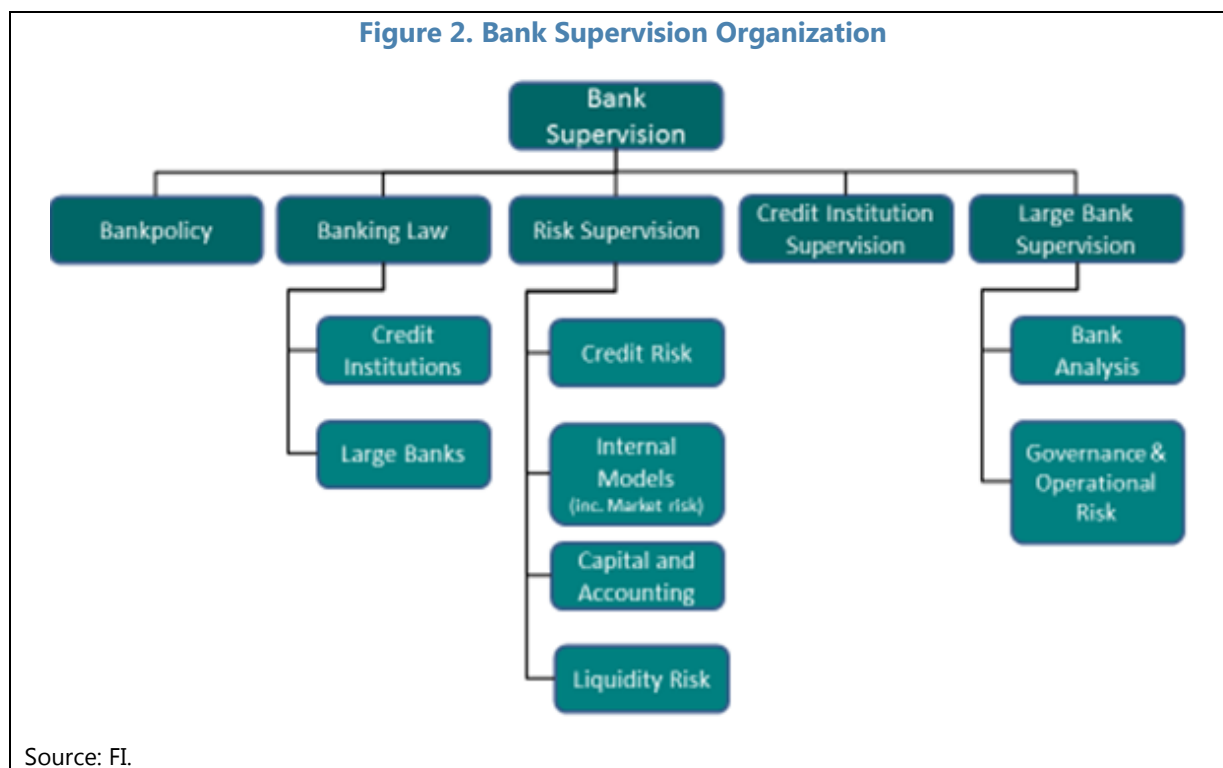 Figure 2. Bank Supervision Organization
Bank
Supervision
Bankpolicy
Banking Law
Risk Supervision
Credit Institution
Supervision
Large Bank
Supervision
Credit
Institutions
Large Banks
Credit Risk
Internal
Models
(inc. Market risk)
Capital and
Accounting
Liquidity Risk
Bank
Analysis
Governance &
Operational
Risk
Source: FI.